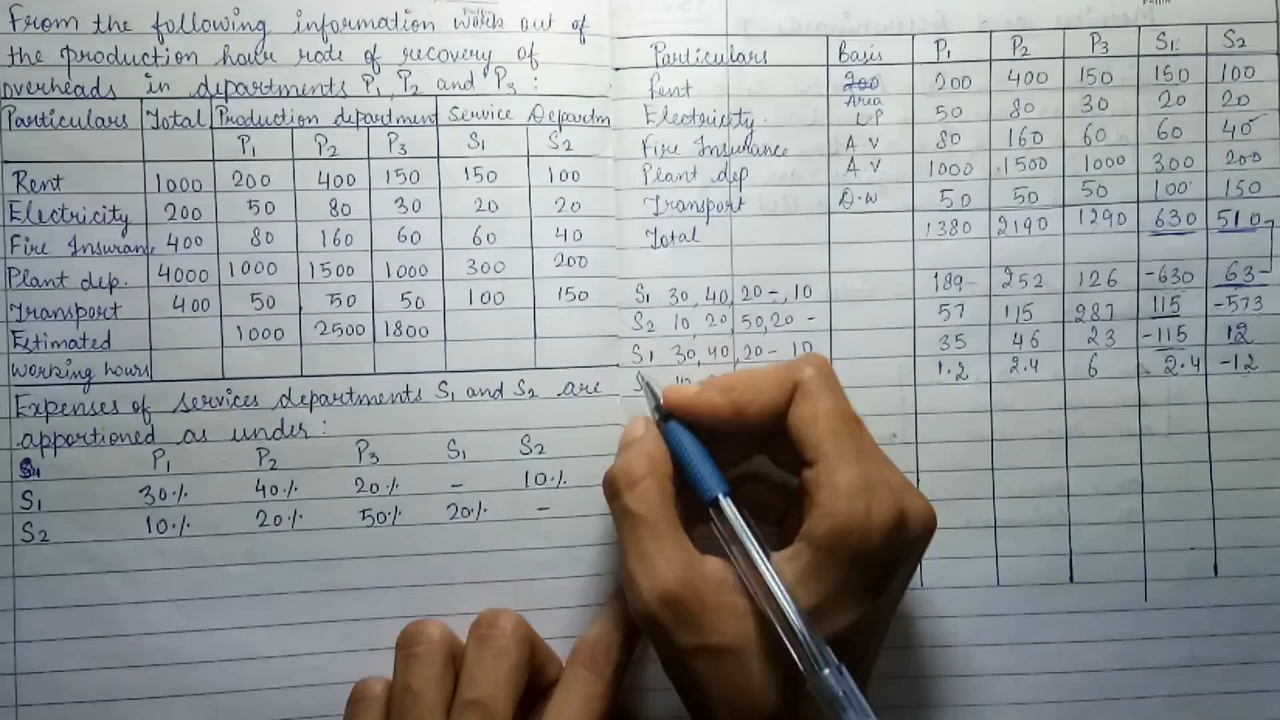 From the following information work out of
the production hour rate of recovery of
overheads in departments P1, P2 and P3 :
Particulars Total Production department Service Departm
P1 P2 P3 S1 S2
Rent 1000 200 400 150 150 100
Electricity 200 50 80 30 20 20
Fire Insuranc 400 80 160 60 60 40
Plant dep. 4000 1000 1500 1000 300 200
Transport 400 50 50 50 100 150
Estimated 1000 2500 1800
working hours
Expenses of services departments S1 and S2 are
apportioned as under :
P1 P2 P3 S1 S2
S1 30% 40% 20% - 10%
S2 10% 20% 50% 20% -
Particulars Basis P1 P2 P3 S1 S2
Rent Area 200 400 150 150 100
Electricity L.P 50 80 30 20 20
Fire Insurance A.V 80 160 60 60 40
Plant dep A.V 1000 1500 1000 300 200
Transport D.W 50 50 50 100 150
Total 1380 2190 1290 630 510
S1 30, 40, 20 -, 10 189 252 126 -630 63
S2 10, 20, 50, 20 - 57 115 287 115 -573
S1 30, 40, 20 - 10 35 46 23 -115 12
1.2 2.4 6 2.4 -12